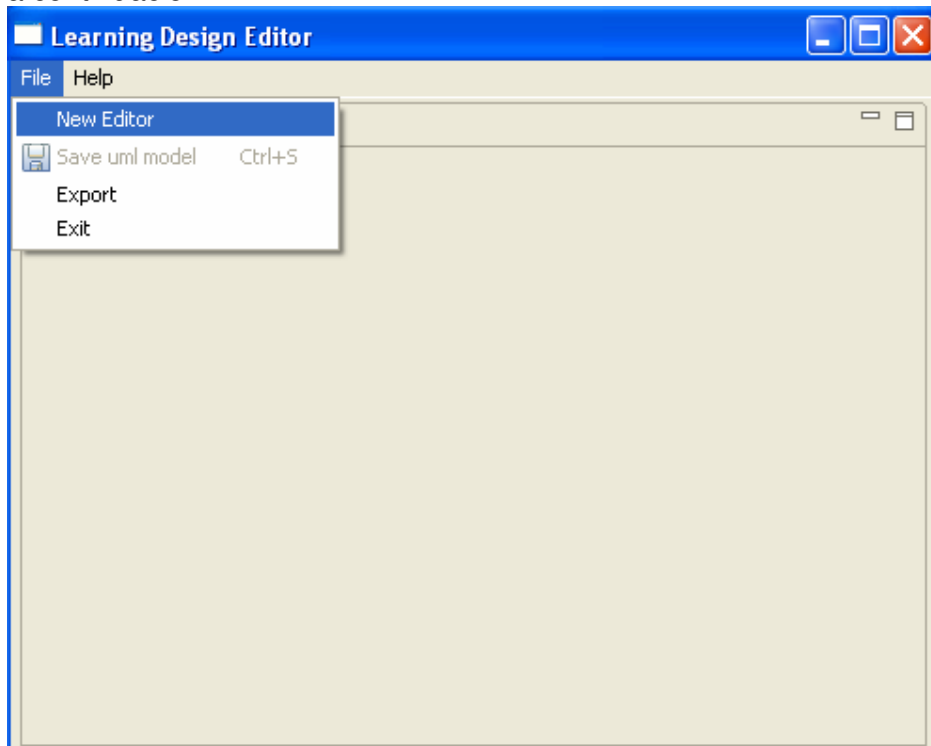 Learning Design Editor
File Help
New Editor
Save uml model Ctrl+S
Export
Exit